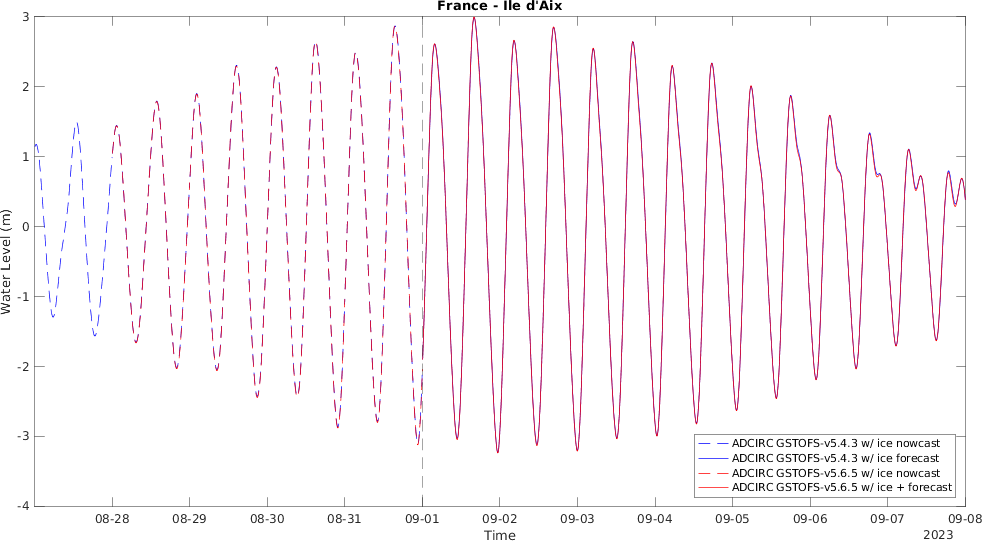 France - Ile d'Aix
3
2
1
0
-1
-2
-3
-4
Water Level (m)
ADCIRC GSTOFS-v5.4.3 w/ ice nowcast
ADCIRC GSTOFS-v5.4.3 w/ ice forecast
ADCIRC GSTOFS-v5.6.5 w/ ice nowcast
ADCIRC GSTOFS-v5.6.5 w/ ice + forecast
08-28 08-29 08-30 08-31 09-01 09-02 09-03 09-04 09-05 09-06 09-07 09-08
Time 2023